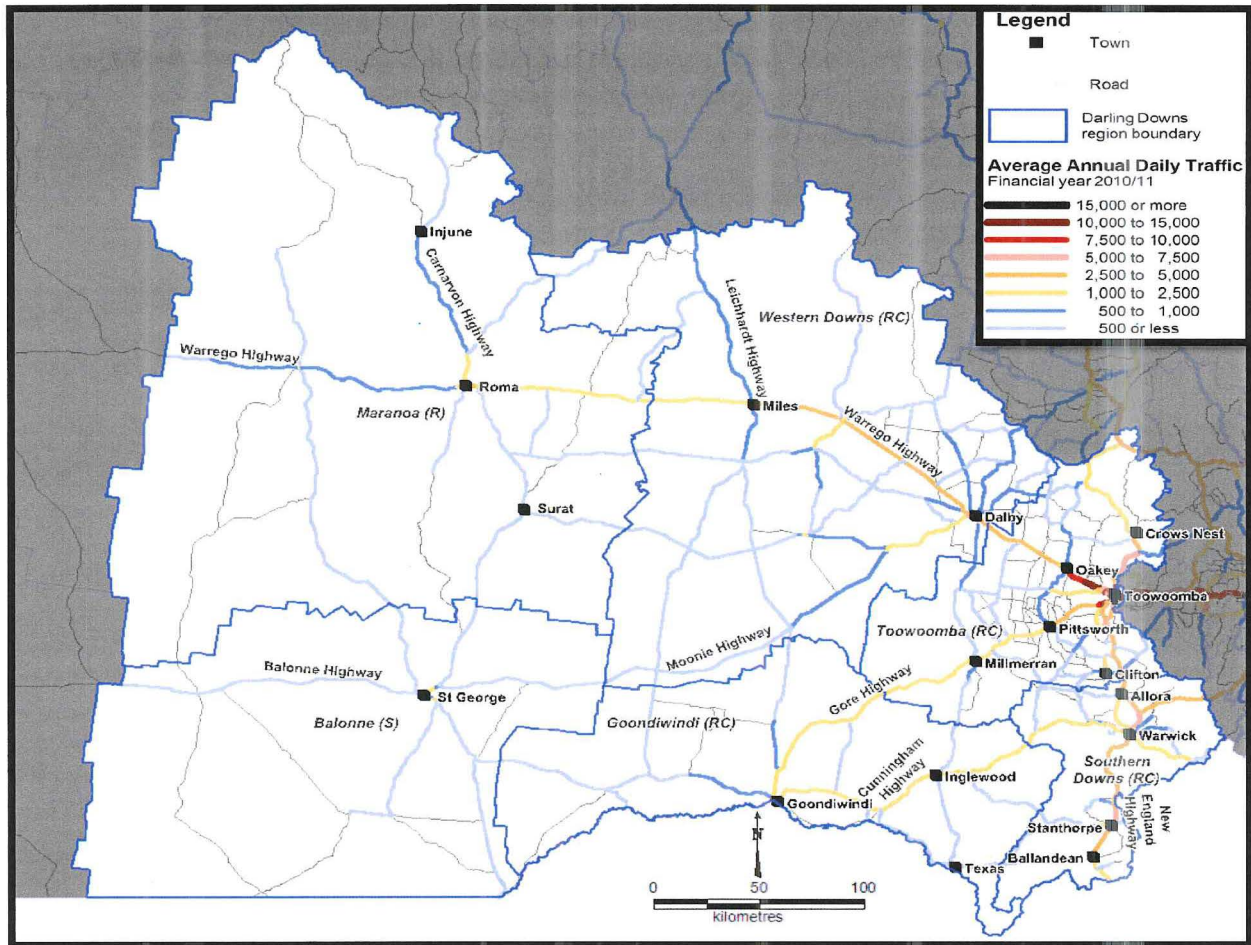 Legend
Town
Road
Darling Downs
region boundary
Average Annual Daily Traffic
Financial year 2010/11
15,000 or more
10,000 to 15,000
7,500 to 10,000
5,000 to 7,500
2,500 to 5,000
1,000 to 2,500
500 to 1,000
500 or less
Injune
Carnarvon Highway
Leichhardt Highway
Western Downs (RC)
Warrego Highway
Roma
Maranoa (R)
Miles
Warrego Highway
Surat
Dalby
Crows Nest
Oakey
Toowoomba
Pittsworth
Toowoomba (RC)
Millmerran
Clifton
Allora
Moonie Highway
Balonne Highway
St George
Balonne (S)
Goondiwindi (RC)
Gore Highway
Warwick
Southern
Downs (RC)
Cunningham
Highway
Inglewood
Goondiwindi
New
England
Highway
Stanthorpe
Ballandean
Texas
N
0 50 100
kilometres